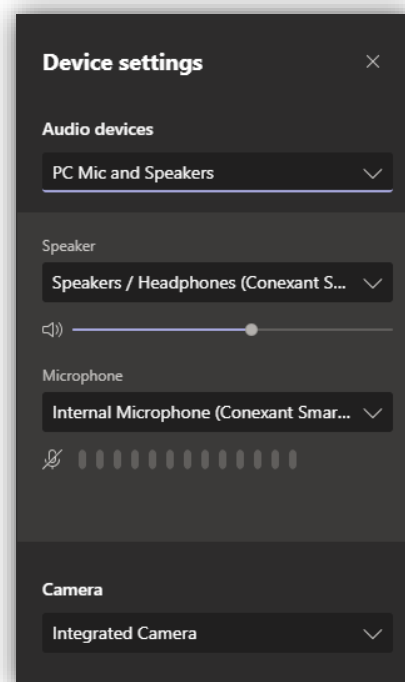 Device settings
Audio devices
PC Mic and Speakers
Speaker
Speakers / Headphones (Conexant S...
Microphone
Internal Microphone (Conexant Smar...
Camera
Integrated Camera